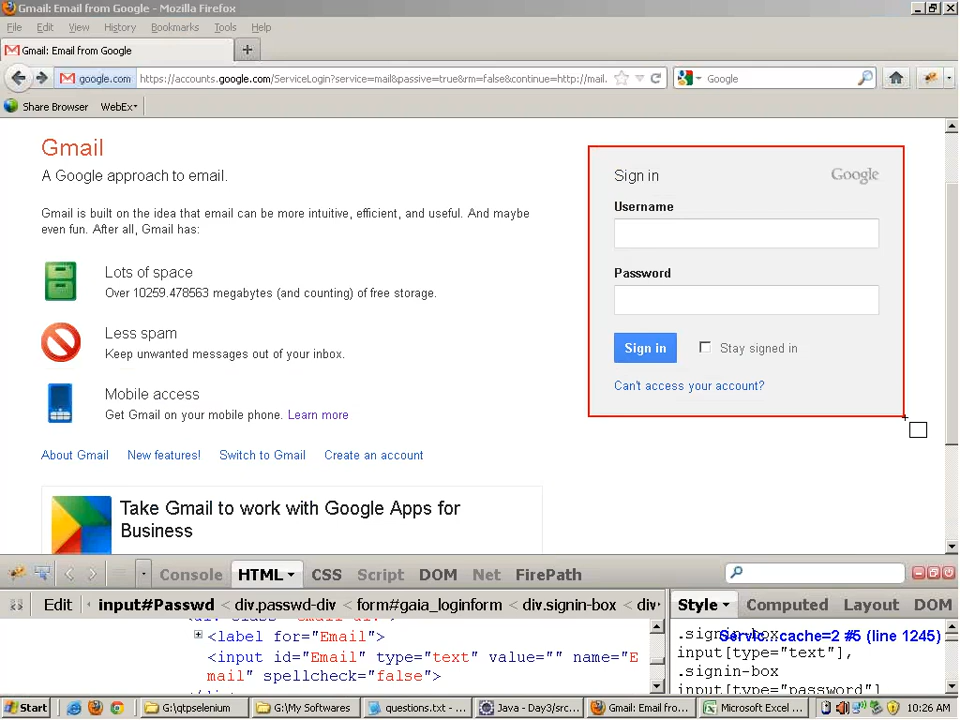 Gmail: Email from Google - Mozilla Firefox
File Edit View History Bookmarks Tools Help
Gmail: Email from Google
google.com https://accounts.google.com/ServiceLogin?service=mail&passive=true&rm=false&continue=http://mail. Google
Share Browser WebEx
Gmail
A Google approach to email.
Gmail is built on the idea that email can be more intuitive, efficient, and useful. And maybe
even fun. After all, Gmail has:
Lots of space
Over 10259.478563 megabytes (and counting) of free storage.
Less spam
Keep unwanted messages out of your inbox.
Mobile access
Get Gmail on your mobile phone. Learn more
About Gmail New features! Switch to Gmail Create an account
Take Gmail to work with Google Apps for
Business
Sign in Google
Username
Password
Sign in Stay signed in
Can't access your account?
Console HTML CSS Script DOM Net FirePath
Edit input#Passwd < div.passwd-div < form#gaia_loginform < div.signin-box < div
Style Computed Layout DOM
<label for="Email">
<input id="Email" type="text" value="" name="E
mail" spellcheck="false">
.signin-box
Servic.cache=2 #5 (line 1245)
input[type="text"],
.signin-box
input[type="password"]
Start G:\qtpselenium G:\My Softwares questions.txt - ... Java - Day3/src... Gmail: Email fro... Microsoft Excel ... 10:26 AM